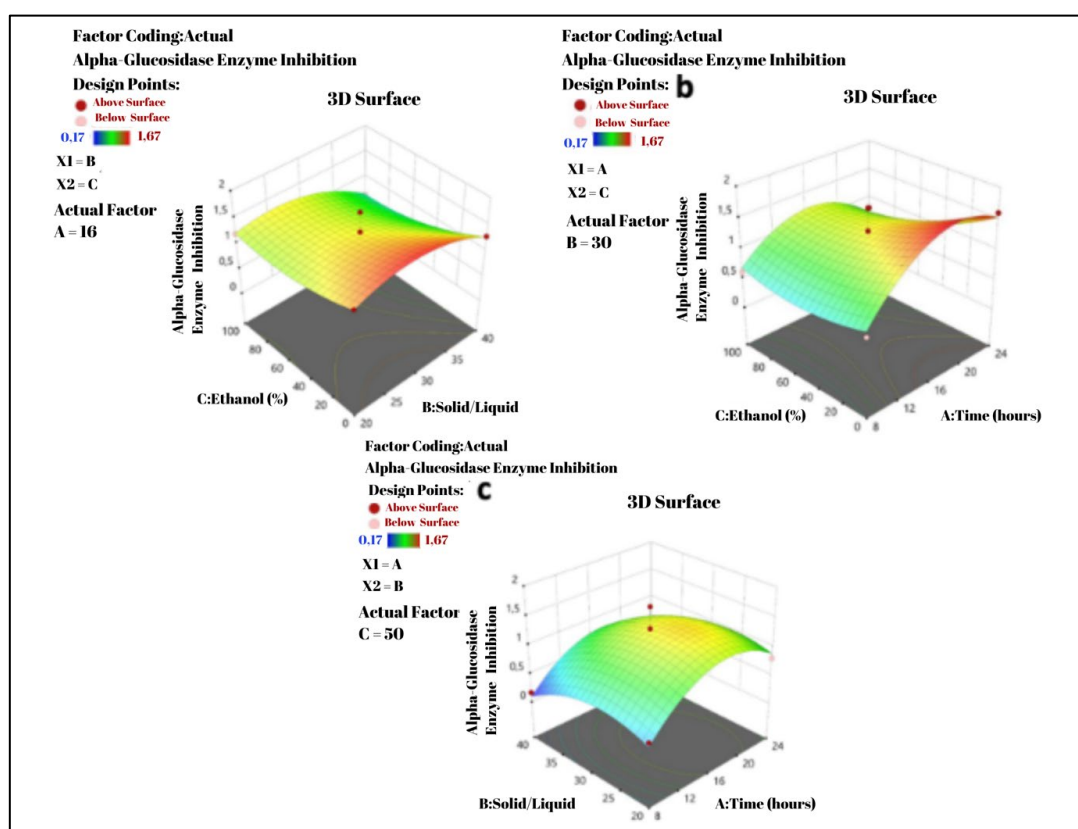 Factor Coding:Actual
Alpha-Glucosidase Enzyme Inhibition
Design Points:
Above Surface
Below Surface
0,17 1,67
X1 = B
X2 = C
Actual Factor
A = 16
3D Surface
Alpha-Glucosidase
Enzyme Inhibition
2
1,5
1
0,5
0
100
80
60
40
20
0
20
25
30
35
40
C:Ethanol (%)
B:Solid/Liquid
Factor Coding:Actual
Alpha-Glucosidase Enzyme Inhibition
Design Points: b
Above Surface
Below Surface
0,17 1,67
X1 = A
X2 = C
Actual Factor
B = 30
3D Surface
Alpha-Glucosidase
Enzyme Inhibition
2
1,5
1
0,5
0
100
80
60
40
20
0
8
12
16
20
24
C:Ethanol (%)
A:Time (hours)
Factor Coding:Actual
Alpha-Glucosidase Enzyme Inhibition
Design Points: c
Above Surface
Below Surface
0,17 1,67
X1 = A
X2 = B
Actual Factor
C = 50
3D Surface
Alpha-Glucosidase
Enzyme Inhibition
2
1,5
1
0,5
0
40
35
30
25
20
8
12
16
20
24
B:Solid/Liquid
A:Time (hours)